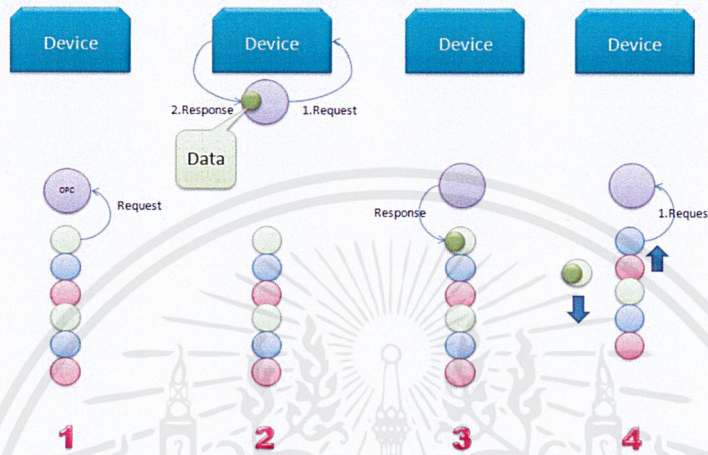 Device
Device
Device
Device
2.Response
1.Request
Data
OPC
Request
Response
1.Reques
1
2
3
4